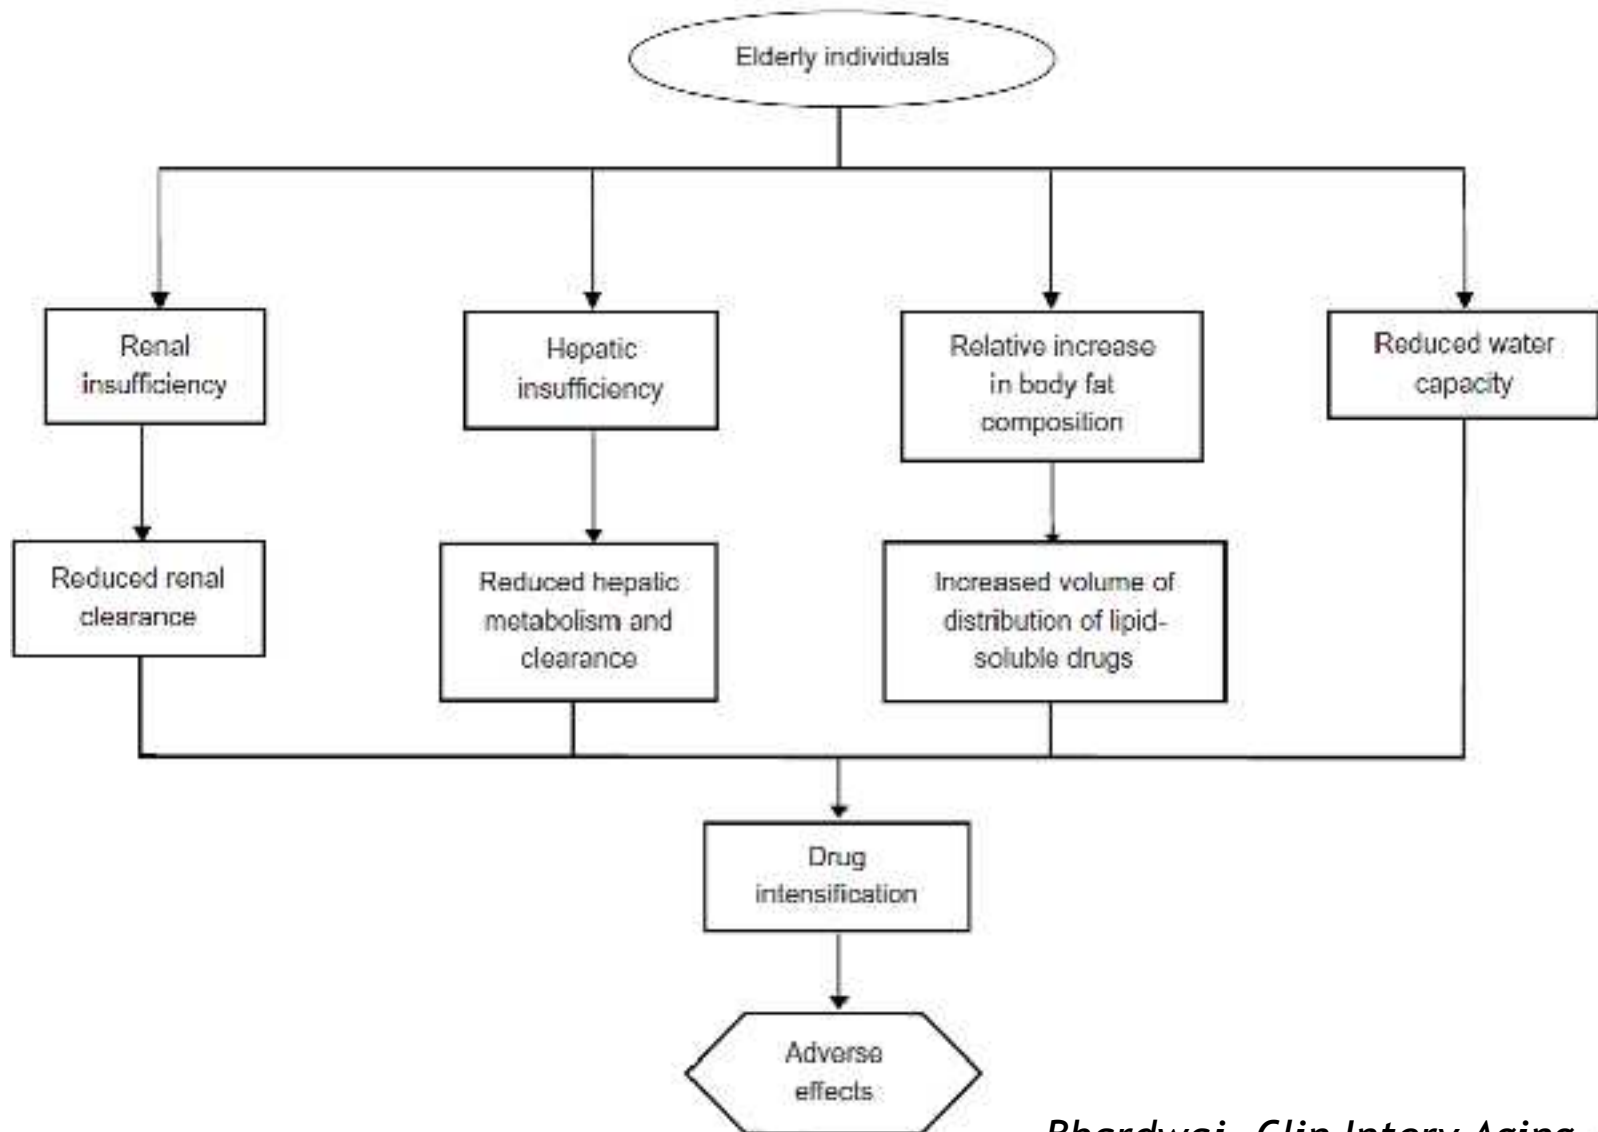 Elderly individuals
Renal
insufficiency
Hepatic
insufficiency
Relative increase
in body fat
composition
Reduced water
capacity
Reduced renal
clearance
Reduced hepatic
metabolism and
clearance
Increased volume of
distribution of lipid-
soluble drugs
Drug
intensification
Adverse
effects
Bhardwaj, Clin Interv Aging